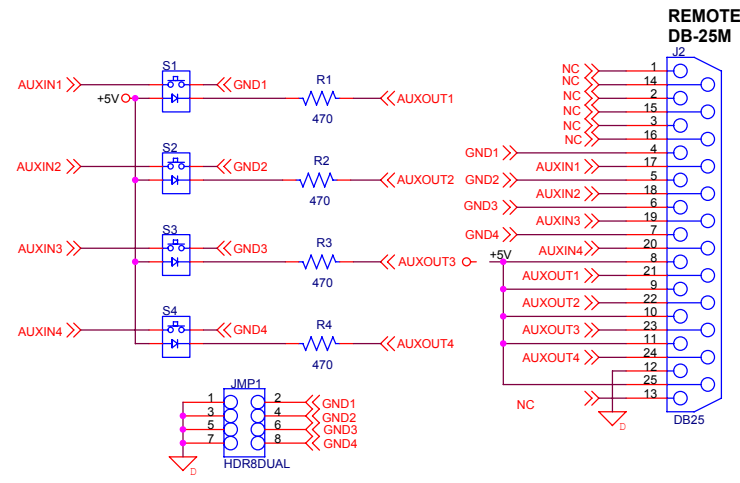 REMOTE
DB-25M
J2
S1
AUXIN1
GND1
+5V
R1
470
AUXOUT1
S2
AUXIN2
GND2
R2
470
AUXOUT2
S3
AUXIN3
GND3
R3
470
AUXOUT3
S4
AUXIN4
GND4
R4
470
AUXOUT4
JMP1
1 2 GND1
3 4 GND2
5 6 GND3
7 8 GND4
D
HDR8DUAL
NC 1
NC 14
NC 2
NC 15
NC 3
NC 16
GND1 4
AUXIN1 17
GND2 5
AUXIN2 18
GND3 6
AUXIN3 19
GND4 7
AUXIN4 20
+5V 8
AUXOUT1 21
9
AUXOUT2 22
10
AUXOUT3 23
11
AUXOUT4 24
12
25
NC 13
D
DB25